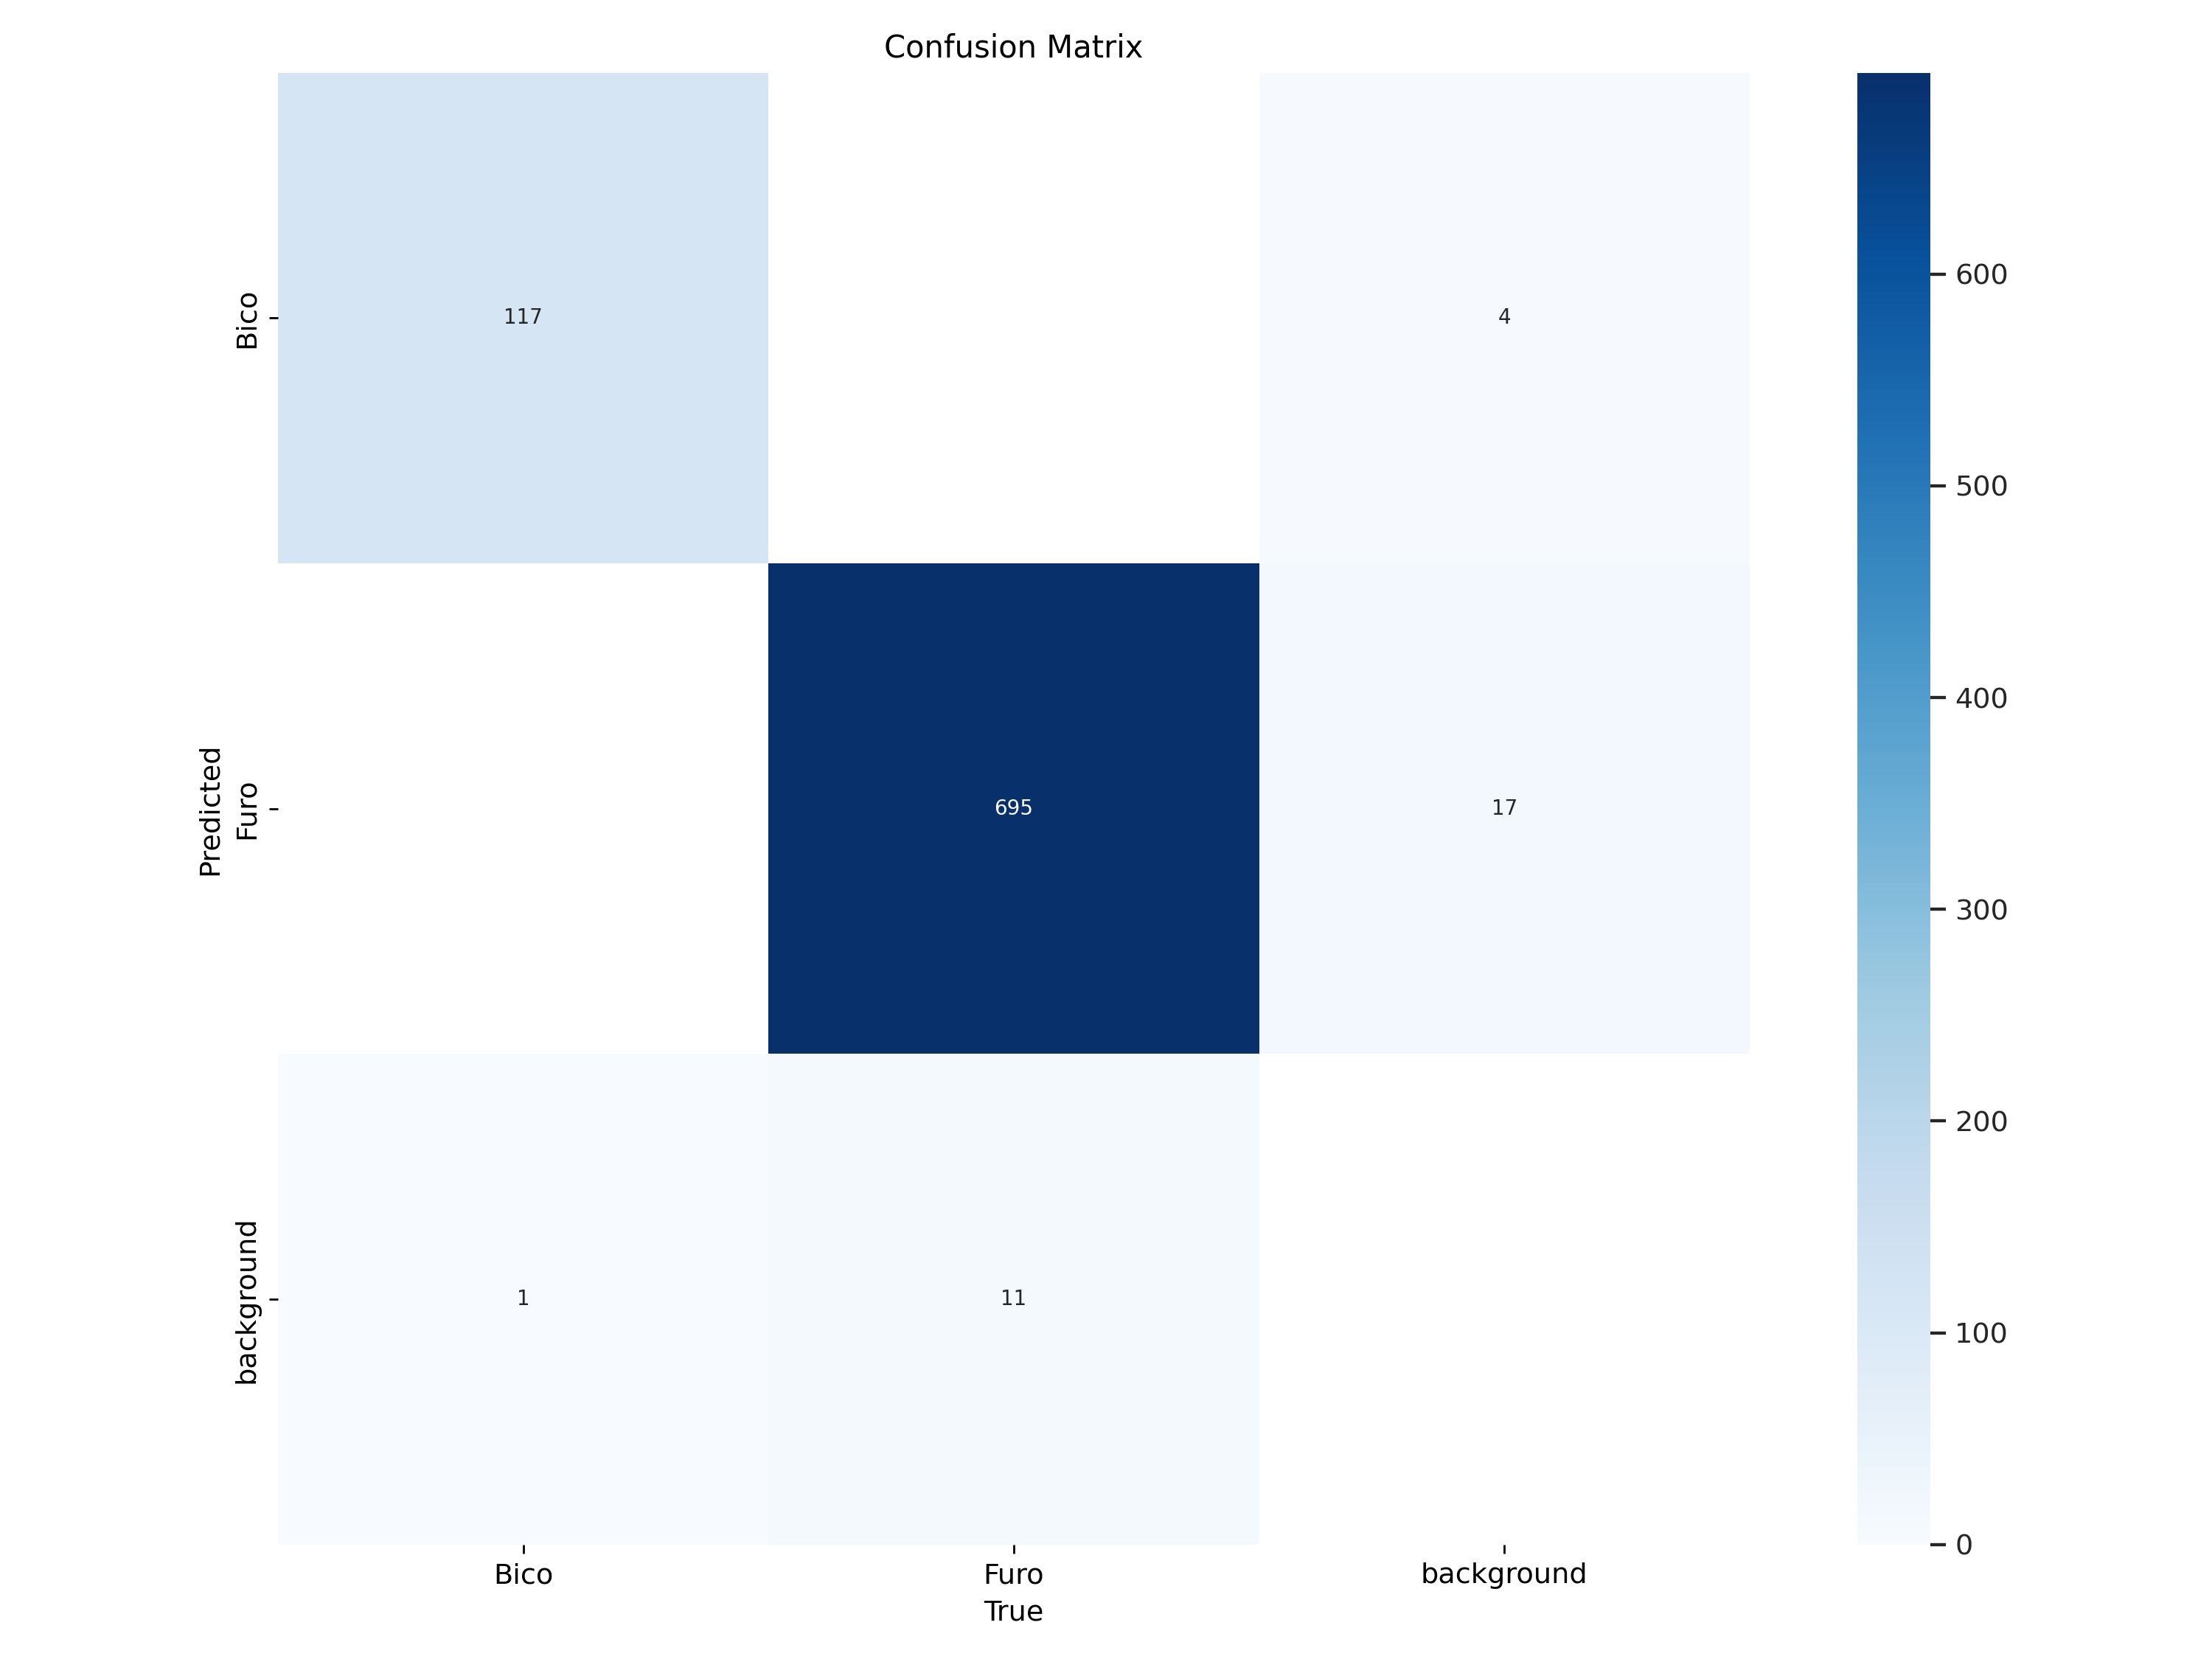 Confusion Matrix
Bico
117
4
600
500
Predicted
Furo
695
17
400
300
200
background
1
11
100
0
Bico
Furo
background
True